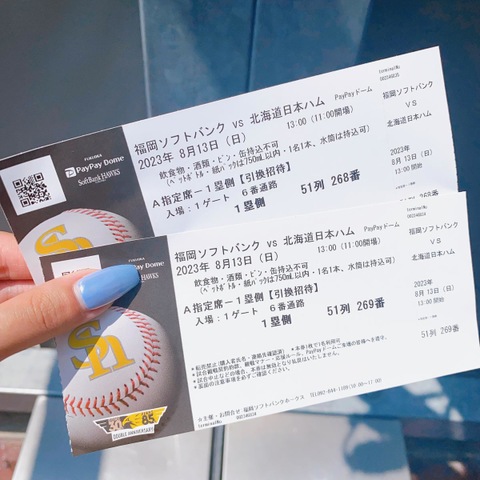 terminalNo
00234G05
福岡ソフトバンク VS 北海道日本ハム PayPayドーム
2023年 8月13日（日） 13:00（11:00開場）
飲食物・酒類・ビン・缶持込不可
（ペットボトル・紙パックは750mL以内・1名1本、水筒は持込可）
A指定席－1塁側【引換招待】
入場：1ゲート 6番通路 51列 268番
1塁側
福岡ソフトバンク
VS
北海道日本ハム
2023年
8月13日（日）
13:00 開始
FUKUOKA
PayPay Dome
SoftBank HAWKS
福岡ソフトバンク VS 北海道日本ハム PayPayドーム
2023年 8月13日（日） 13:00（11:00開場）
飲食物・酒類・ビン・缶持込不可
（ペットボトル・紙パックは750mL以内・1名1本、水筒は持込可）
A指定席－1塁側【引換招待】
入場：1ゲート 6番通路 51列 269番
1塁側
福岡ソフトバンク
VS
北海道日本ハム
2023年
8月13日（日）
13:00 開始
51列 269番
FUKUOKA
PayPay Dome
HAWKS
Sh
30 85
DOUBLE ANNIVERSARY
terminalNo